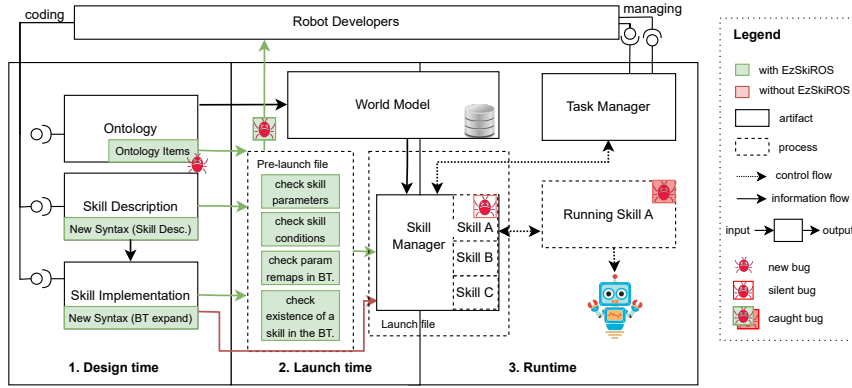 coding
Robot Developers
managing
Ontology
Ontology Items
Skill Description
New Syntax (Skill Desc.)
Skill Implementation
New Syntax (BT expand)
1. Design time
World Model
Pre-launch file
check skill
parameters
check skill
conditions
check param
remaps in BT.
check
existence of a
skill in the BT.
2. Launch time
Skill
Manager
Skill A
Skill B
Skill C
Launch file
Task Manager
Running Skill A
3. Runtime
Legend
with EzSkiROS
without EzSkiROS
artifact
process
control flow
information flow
input
output
new bug
silent bug
caught bug